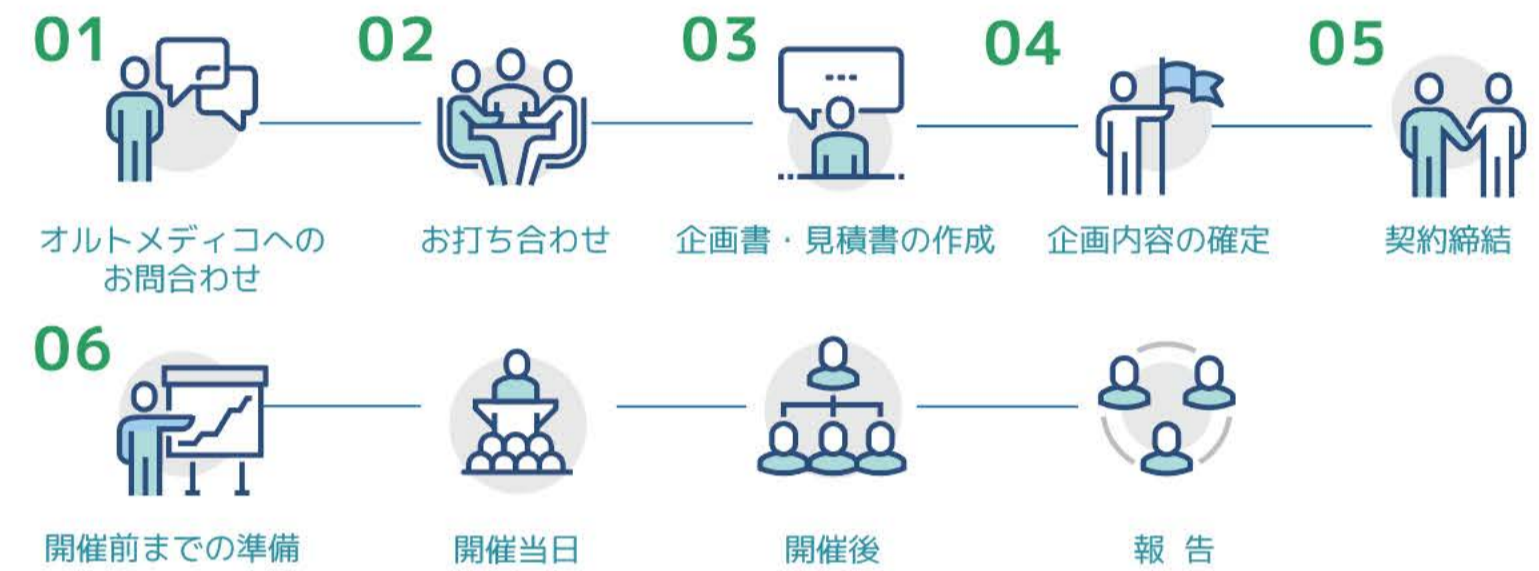 01
オルトメディコへの
お問合わせ
02
お打ち合わせ
03
企画書・見積書の作成
04
企画内容の確定
05
契約締結
06
開催前までの準備
開催当日
開催後
報 告